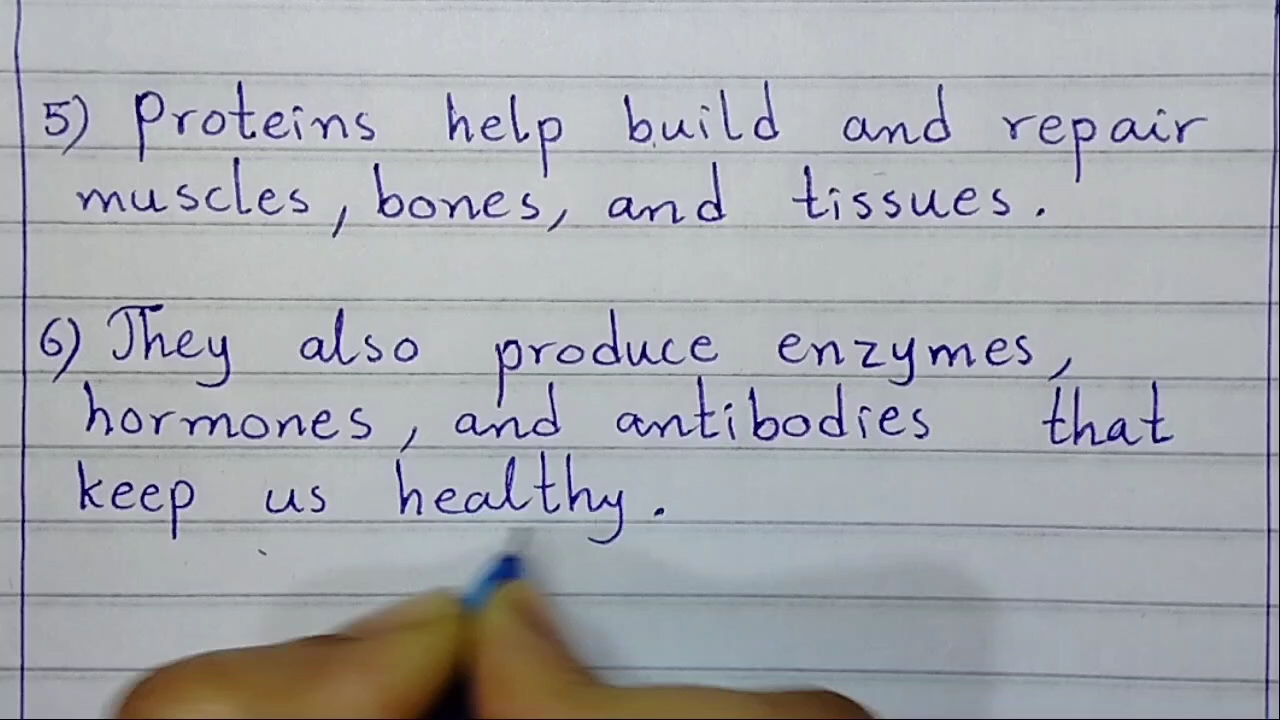 5) Proteins help build and repair
muscles, bones, and tissues.
6) They also produce enzymes,
hormones, and antibodies that
keep us healthy.